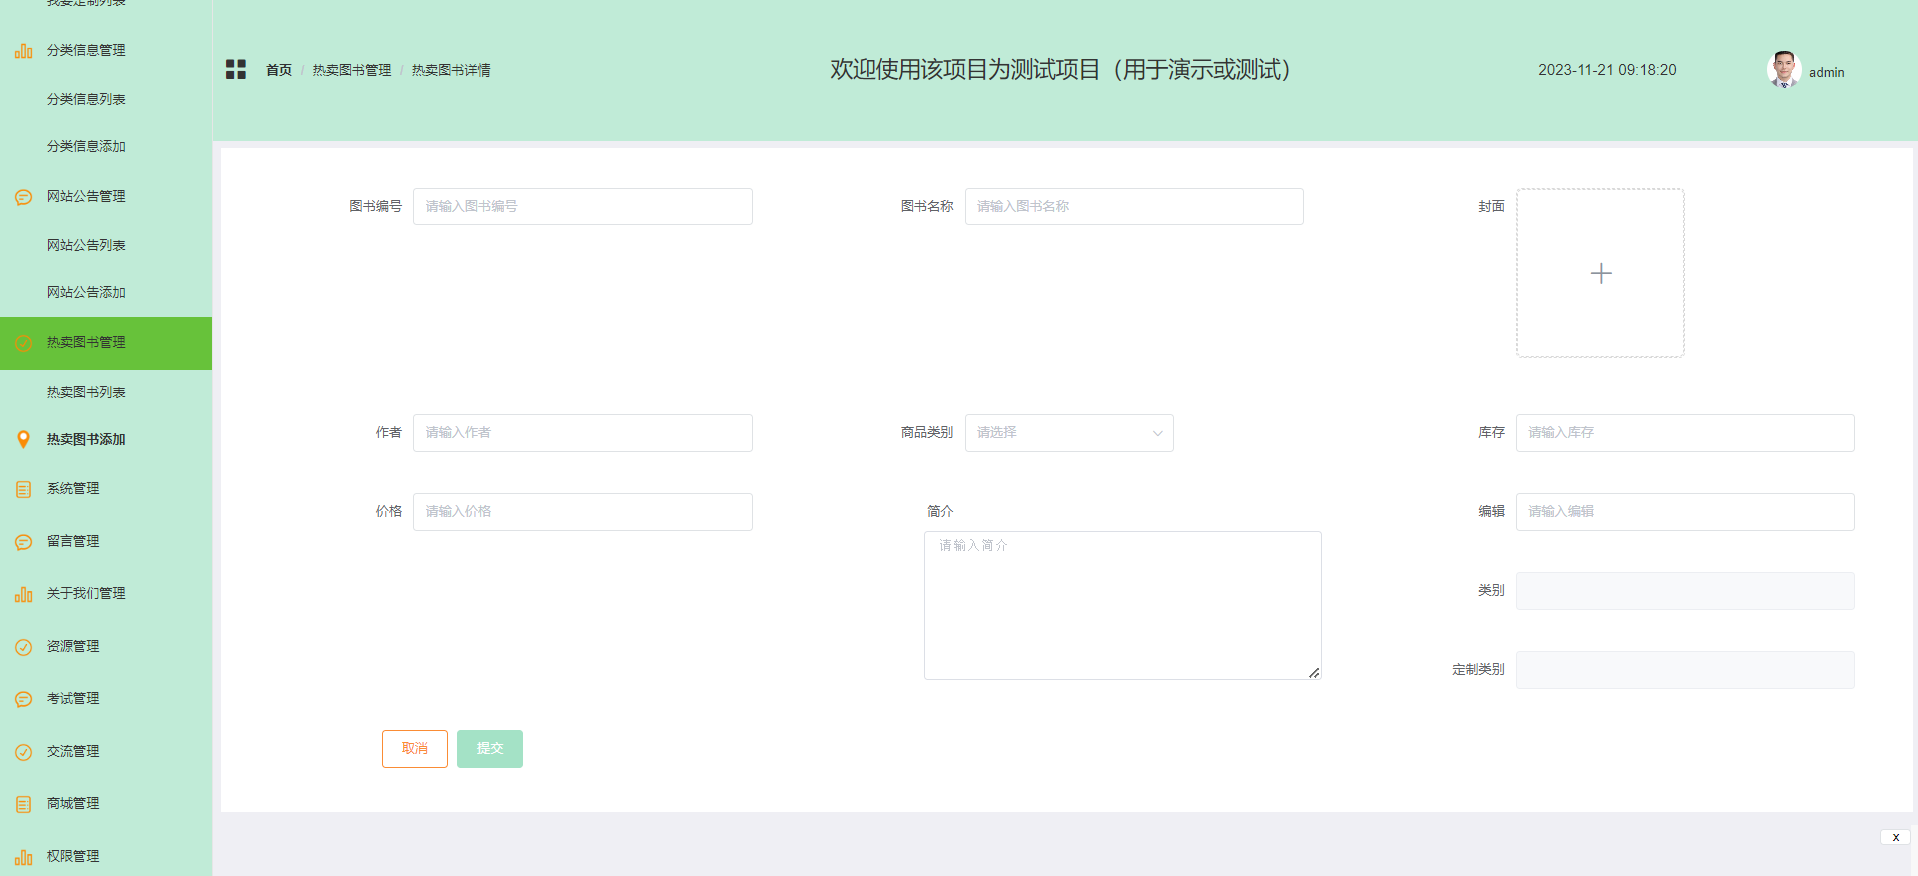 我要定制列表
分类信息管理
分类信息列表
分类信息添加
网站公告管理
网站公告列表
网站公告添加
热卖图书管理
热卖图书列表
热卖图书添加
系统管理
留言管理
关于我们管理
资源管理
考试管理
交流管理
商城管理
权限管理
首页 / 热卖图书管理 / 热卖图书详情
欢迎使用该项目为测试项目（用于演示或测试）
2023-11-21 09:18:20
admin
图书编号 请输入图书编号
图书名称 请输入图书名称
封面
作者 请输入作者
商品类别 请选择
库存 请输入库存
价格 请输入价格
简介
请输入简介
编辑 请输入编辑
类别
定制类别
取消 提交
x